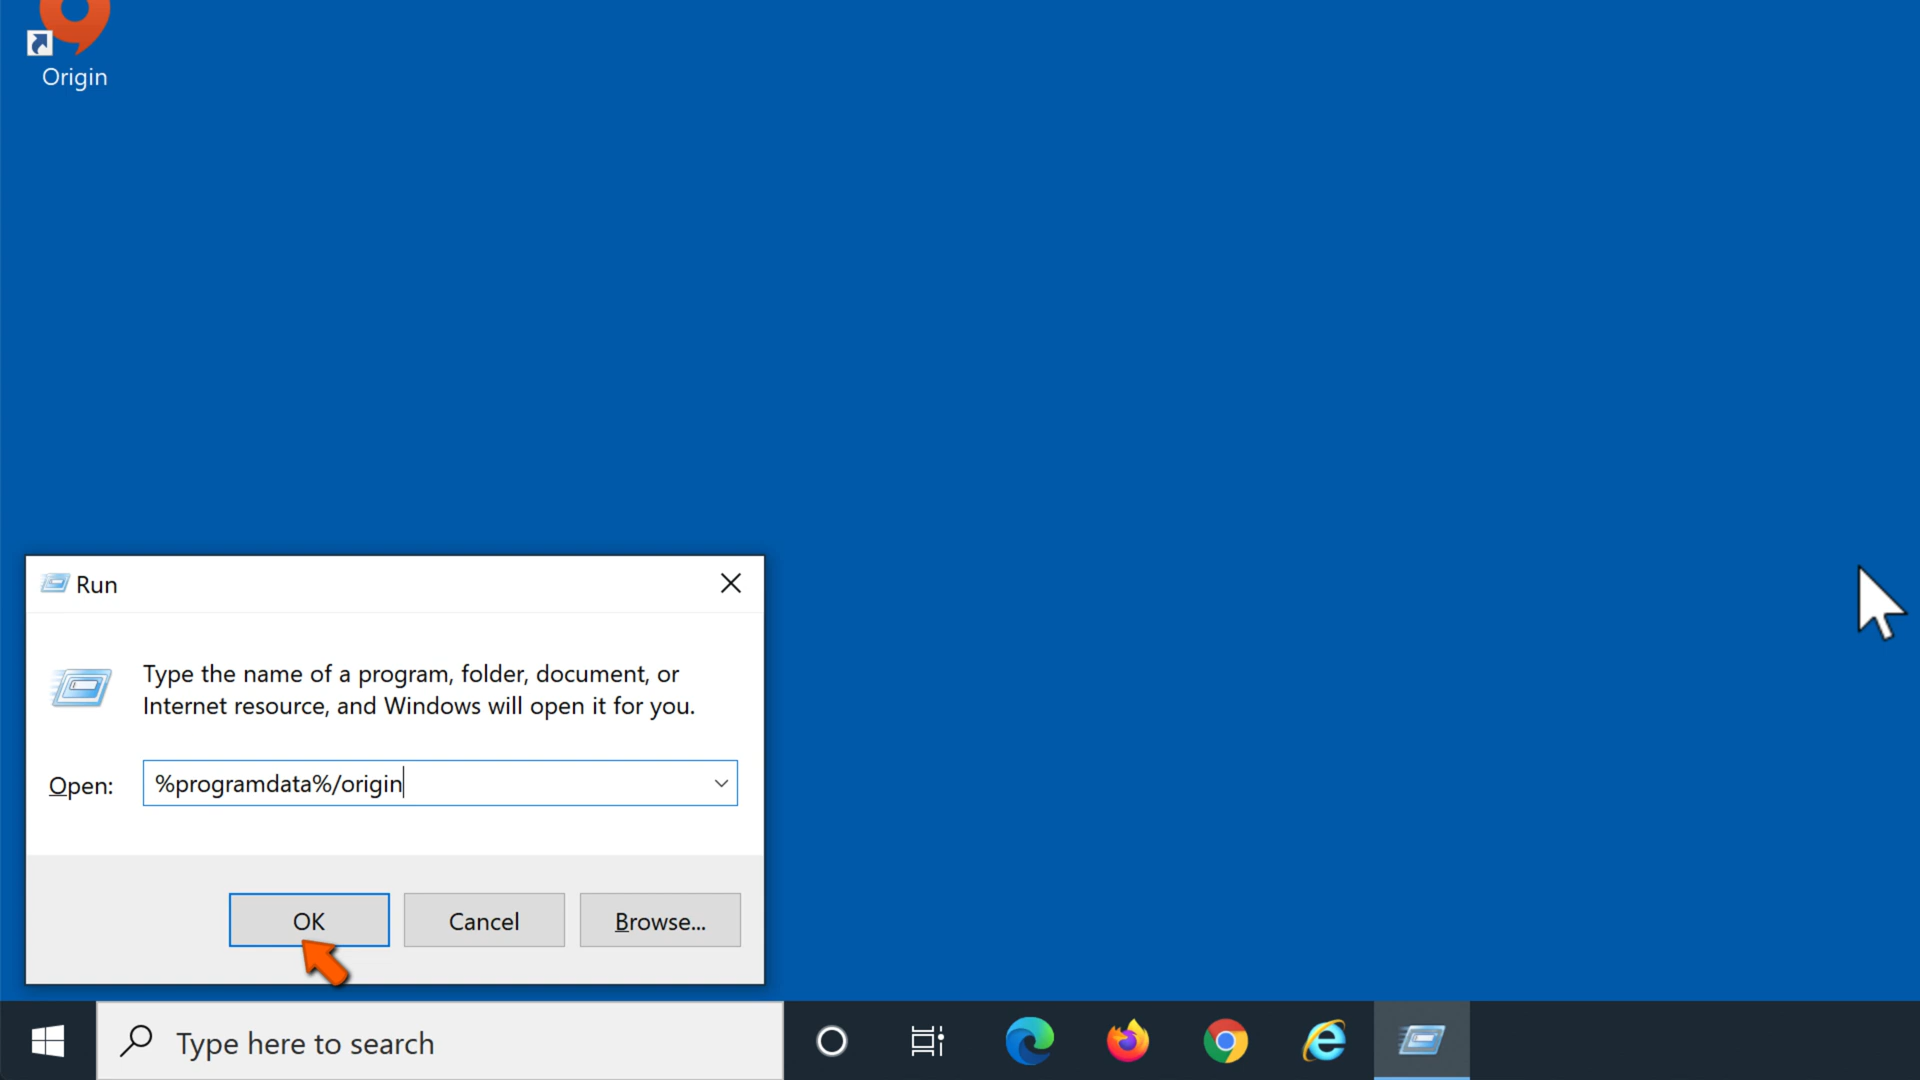 Origin
Run
Type the name of a program, folder, document, or
Internet resource, and Windows will open it for you.
Open:
%programdata%/origin
OK
Cancel
Browse...
Type here to search